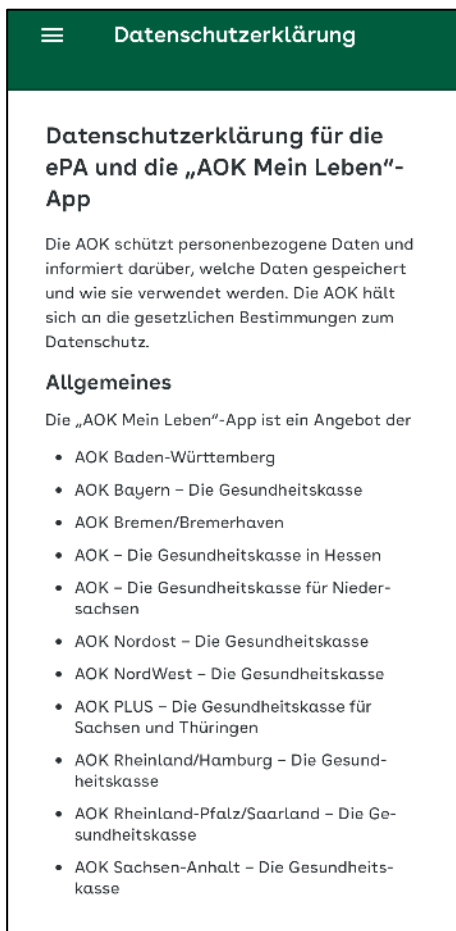 Datenschutzerklärung
Datenschutzerklärung für die
ePA und die „AOK Mein Leben“-
App
Die AOK schützt personenbezogene Daten und
informiert darüber, welche Daten gespeichert
und wie sie verwendet werden. Die AOK hält
sich an die gesetzlichen Bestimmungen zum
Datenschutz.
Allgemeines
Die „AOK Mein Leben“-App ist ein Angebot der
• AOK Baden-Württemberg
• AOK Bayern – Die Gesundheitskasse
• AOK Bremen/Bremerhaven
• AOK – Die Gesundheitskasse in Hessen
• AOK – Die Gesundheitskasse für Nieder-
sachsen
• AOK Nordost – Die Gesundheitskasse
• AOK NordWest – Die Gesundheitskasse
• AOK PLUS – Die Gesundheitskasse für
Sachsen und Thüringen
• AOK Rheinland/Hamburg – Die Gesund-
heitskasse
• AOK Rheinland-Pfalz/Saarland – Die Ge-
sundheitskasse
• AOK Sachsen-Anhalt – Die Gesundheits-
kasse